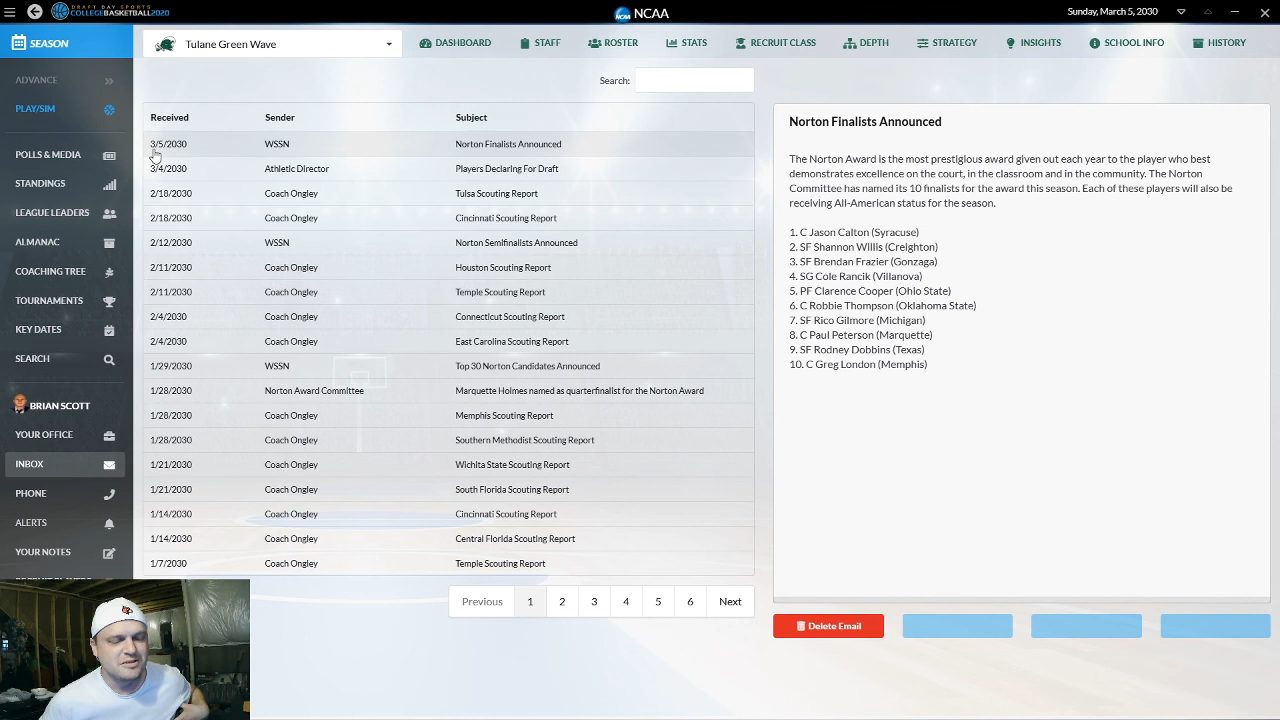 DRAFT DAY SPORTS
COLLEGE BASKETBALL 2020
NCAA
Sunday, March 5, 2030
SEASON
Tulane Green Wave
DASHBOARD
STAFF
ROSTER
STATS
RECRUIT CLASS
DEPTH
STRATEGY
INSIGHTS
SCHOOL INFO
HISTORY
ADVANCE
PLAY/SIM
POLLS & MEDIA
STANDINGS
LEAGUE LEADERS
ALMANAC
COACHING TREE
TOURNAMENTS
KEY DATES
SEARCH
BRIAN SCOTT
YOUR OFFICE
INBOX
PHONE
ALERTS
YOUR NOTES
Search:
Received Sender Subject
3/5/2030 WSSN Norton Finalists Announced
3/4/2030 Athletic Director Players Declaring For Draft
2/18/2030 Coach Ongley Tulsa Scouting Report
2/18/2030 Coach Ongley Cincinnati Scouting Report
2/12/2030 WSSN Norton Semifinalists Announced
2/11/2030 Coach Ongley Houston Scouting Report
2/11/2030 Coach Ongley Temple Scouting Report
2/4/2030 Coach Ongley Connecticut Scouting Report
2/4/2030 Coach Ongley East Carolina Scouting Report
1/29/2030 WSSN Top 30 Norton Candidates Announced
1/28/2030 Norton Award Committee Marquette Holmes named as quarterfinalist for the Norton Award
1/28/2030 Coach Ongley Memphis Scouting Report
1/28/2030 Coach Ongley Southern Methodist Scouting Report
1/21/2030 Coach Ongley Wichita State Scouting Report
1/21/2030 Coach Ongley South Florida Scouting Report
1/14/2030 Coach Ongley Cincinnati Scouting Report
1/14/2030 Coach Ongley Central Florida Scouting Report
1/7/2030 Coach Ongley Temple Scouting Report
Previous 1 2 3 4 5 6 Next
Norton Finalists Announced
The Norton Award is the most prestigious award given out each year to the player who best
demonstrates excellence on the court, in the classroom and in the community. The Norton
Committee has named its 10 finalists for the award this season. Each of these players will also be
receiving All-American status for the season.
1. C Jason Calton (Syracuse)
2. SF Shannon Willis (Creighton)
3. SF Brendan Frazier (Gonzaga)
4. SG Cole Rancik (Villanova)
5. PF Clarence Cooper (Ohio State)
6. C Robbie Thompson (Oklahoma State)
7. SF Rico Gilmore (Michigan)
8. C Paul Peterson (Marquette)
9. SF Rodney Dobbins (Texas)
10. C Greg London (Memphis)
Delete Email